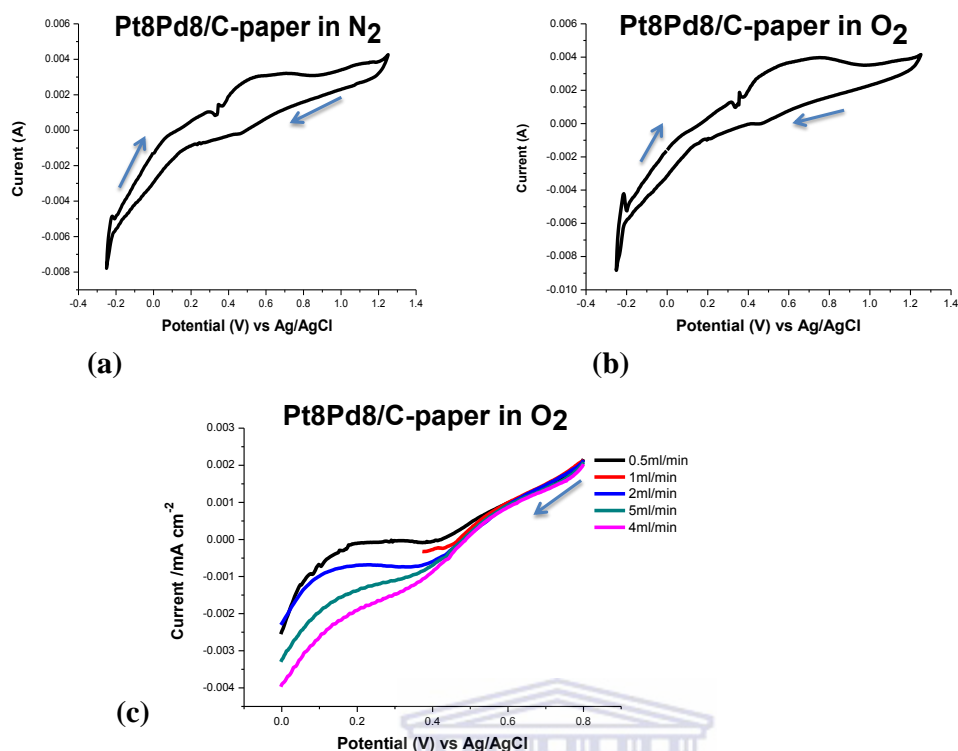 Pt8Pd8/C-paper in N2
0.006
0.004
0.002
0.000
-0.002
-0.004
-0.006
-0.008
Current (A)
-0.4 -0.2 0.0 0.2 0.4 0.6 0.8 1.0 1.2 1.4
Potential (V) vs Ag/AgCl
(a)
Pt8Pd8/C-paper in O2
0.006
0.004
0.002
0.000
-0.002
-0.004
-0.006
-0.008
-0.010
Current (A)
-0.4 -0.2 0.0 0.2 0.4 0.6 0.8 1.0 1.2 1.4
Potential (V) vs Ag/AgCl
(b)
Pt8Pd8/C-paper in O2
0.003
0.002
0.001
0.000
-0.001
-0.002
-0.003
-0.004
Current /mA cm-2
0.5ml/min
1ml/min
2ml/min
5ml/min
4ml/min
0.0 0.2 0.4 0.6 0.8
Potential (V) vs Ag/AgCl
(c)